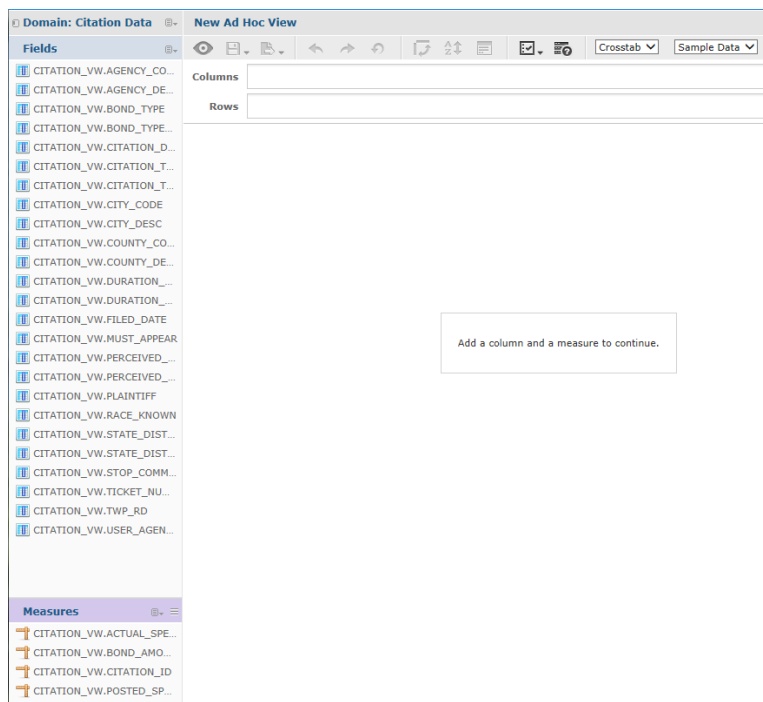 Domain: Citation Data
New Ad Hoc View
Fields
Crosstab
Sample Data
CITATION_VW.AGENCY_CO...
CITATION_VW.AGENCY_DE...
CITATION_VW.BOND_TYPE
CITATION_VW.BOND_TYPE...
CITATION_VW.CITATION_D...
CITATION_VW.CITATION_T...
CITATION_VW.CITATION_T...
CITATION_VW.CITY_CODE
CITATION_VW.CITY_DESC
CITATION_VW.COUNTY_CO...
CITATION_VW.COUNTY_DE...
CITATION_VW.DURATION_...
CITATION_VW.DURATION_...
CITATION_VW.FILED_DATE
CITATION_VW.MUST_APPEAR
CITATION_VW.PERCEIVED_...
CITATION_VW.PERCEIVED_...
CITATION_VW.PLAINTIFF
CITATION_VW.RACE_KNOWN
CITATION_VW.STATE_DIST...
CITATION_VW.STATE_DIST...
CITATION_VW.STOP_COMM...
CITATION_VW.TICKET_NU...
CITATION_VW.TWP_RD
CITATION_VW.USER_AGEN...
Columns
Rows
Add a column and a measure to continue.
Measures
CITATION_VW.ACTUAL_SPE...
CITATION_VW.BOND_AMO...
CITATION_VW.CITATION_ID
CITATION_VW.POSTED_SP...